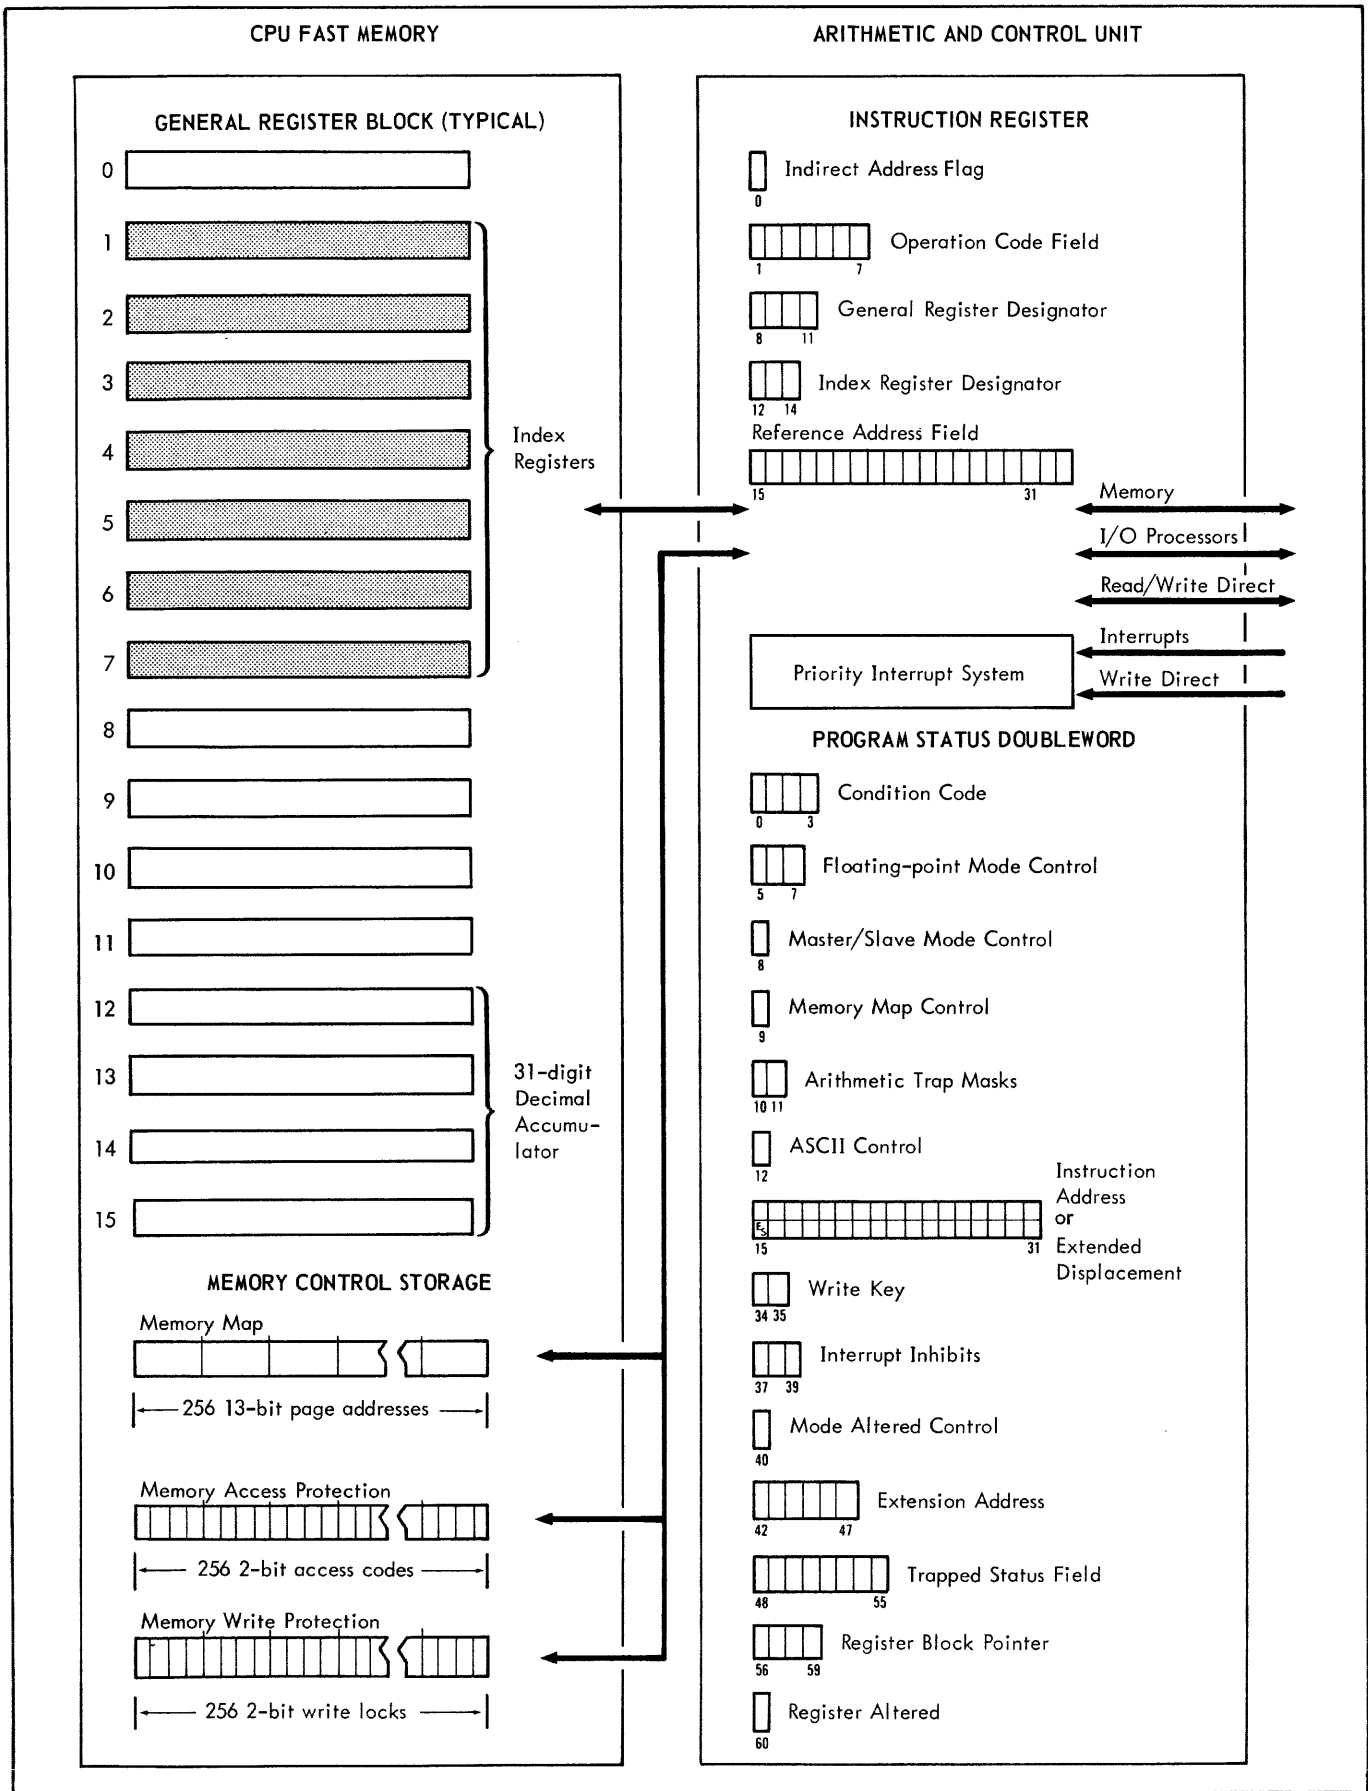 CPU FAST MEMORY
GENERAL REGISTER BLOCK (TYPICAL)
0
1
2
3
4
5
6
7
Index
Registers
8
9
10
11
12
13
14
15
31-digit
Decimal
Accumu-
lator
MEMORY CONTROL STORAGE
Memory Map
256 13-bit page addresses
Memory Access Protection
256 2-bit access codes
Memory Write Protection
256 2-bit write locks
ARITHMETIC AND CONTROL UNIT
INSTRUCTION REGISTER
Indirect Address Flag
0
Operation Code Field
1 7
General Register Designator
8 11
Index Register Designator
12 14
Reference Address Field
15 31
Memory
I/O Processors
Read/Write Direct
Interrupts
Priority Interrupt System
Write Direct
PROGRAM STATUS DOUBLEWORD
Condition Code
0 3
Floating-point Mode Control
5 7
Master/Slave Mode Control
8
Memory Map Control
9
Arithmetic Trap Masks
10 11
ASCII Control
12
Instruction
Address
or
Extended
Displacement
ES
15 31
Write Key
34 35
Interrupt Inhibits
37 39
Mode Altered Control
40
Extension Address
42 47
Trapped Status Field
48 55
Register Block Pointer
56 59
Register Altered
60